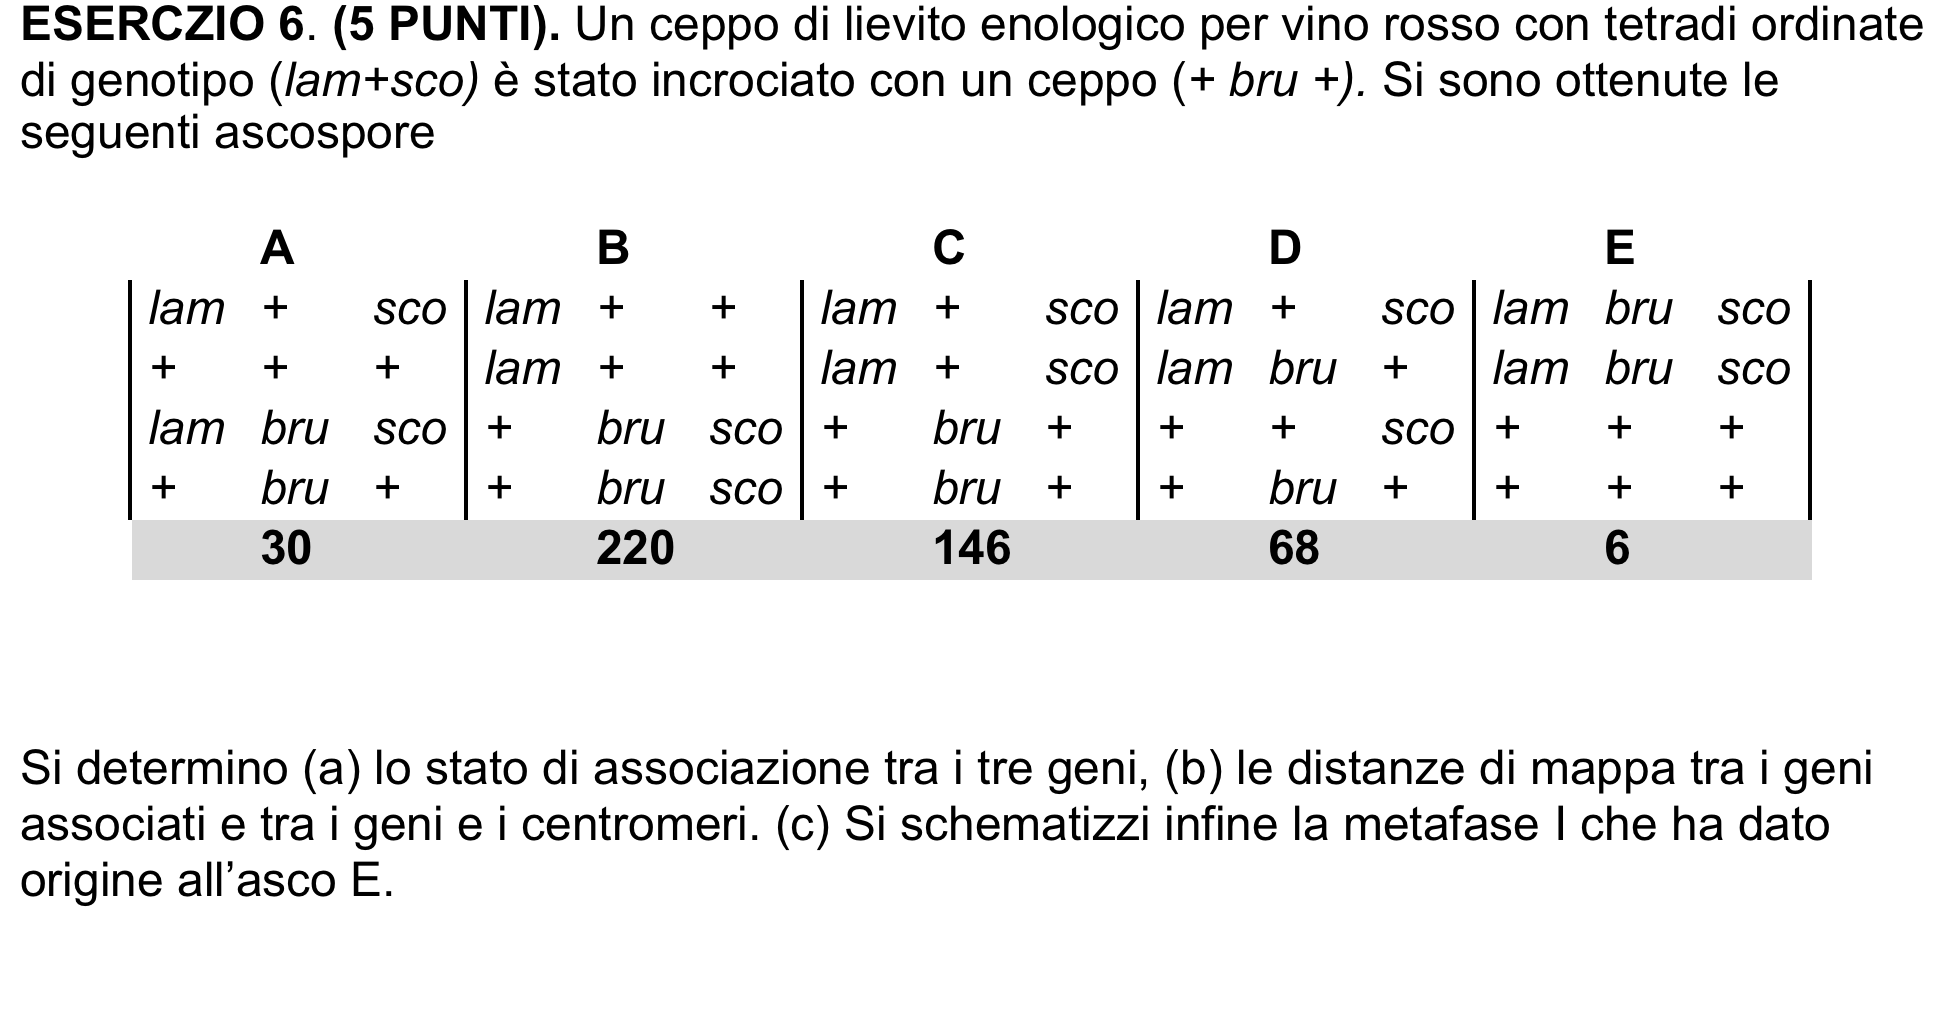 ESERCZIO 6. (5 PUNTI). Un ceppo di lievito enologico per vino rosso con tetradi ordinate
di genotipo (lam+sco) è stato incrociato con un ceppo (+ bru +). Si sono ottenute le
seguenti ascospore
A B C D E
lam + sco lam + + lam + sco lam + sco lam bru sco
+ + + lam + + lam + sco lam bru + lam bru sco
lam bru sco + bru sco + bru + + + sco + + +
+ bru + + bru sco + bru + + bru + + + +
30 220 146 68 6
Si determino (a) lo stato di associazione tra i tre geni, (b) le distanze di mappa tra i geni
associati e tra i geni e i centromeri. (c) Si schematizzi infine la metafase I che ha dato
origine all’asco E.